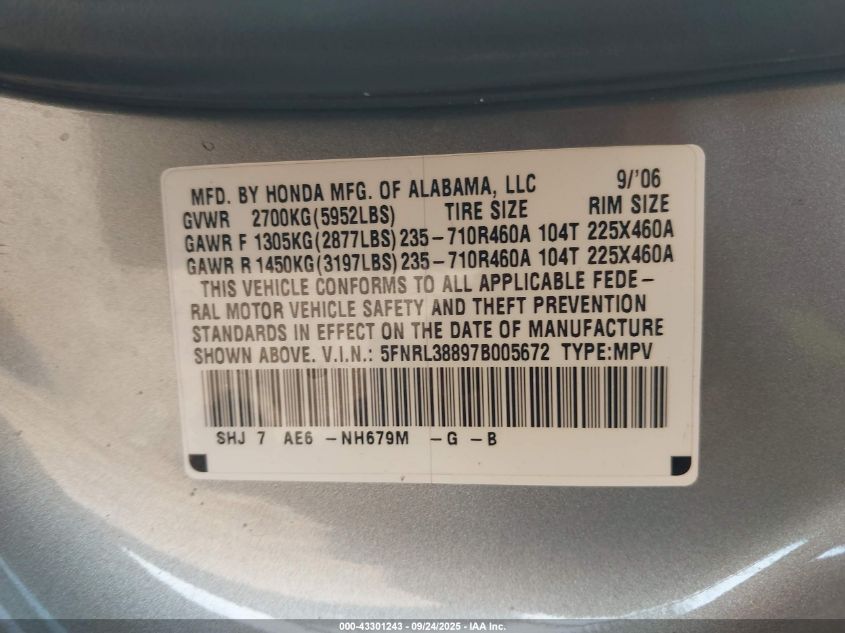 MFD. BY HONDA MFG. OF ALABAMA, LLC 9/'06
GVWR 2700KG(5952LBS) TIRE SIZE RIM SIZE
GAWR F 1305KG(2877LBS) 235-710R460A 104T 225X460A
GAWR R 1450KG(3197LBS) 235-710R460A 104T 225X460A
THIS VEHICLE CONFORMS TO ALL APPLICABLE FEDE-
RAL MOTOR VEHICLE SAFETY AND THEFT PREVENTION
STANDARDS IN EFFECT ON THE DATE OF MANUFACTURE
SHOWN ABOVE. V.I.N.: 5FNRL38897B005672 TYPE:MPV
SHJ 7 AE6 -NH679M -G -B
000-43301243 - 09/24/2025 - IAA Inc.